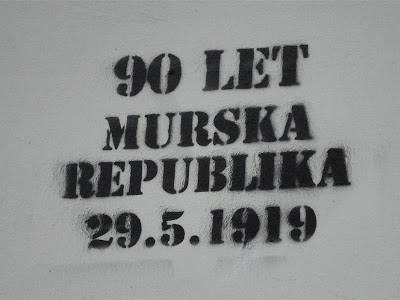 90 LET
MURSKA
REPUBLIKA
29.5.1919